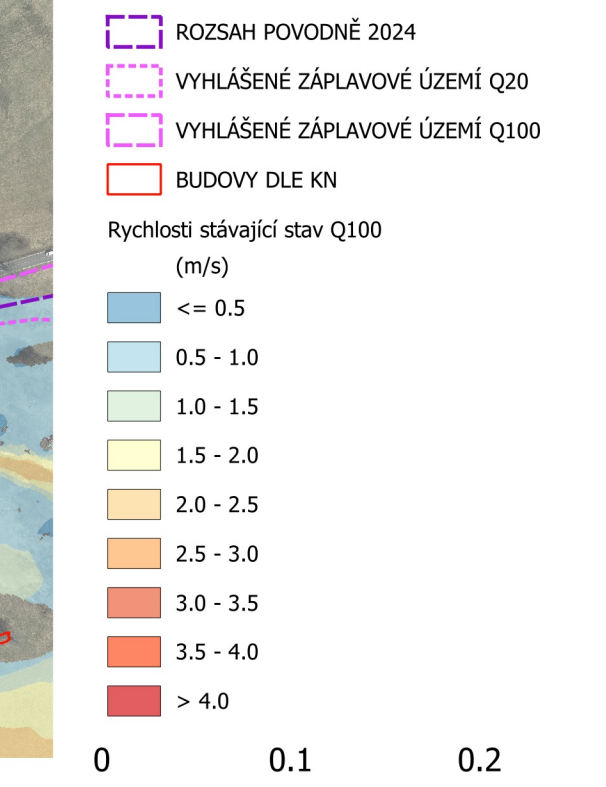 ROZSAH POVODNĚ 2024
VYHLÁŠENÉ ZÁPLAVOVÉ ÚZEMÍ Q20
VYHLÁŠENÉ ZÁPLAVOVÉ ÚZEMÍ Q100
BUDOVY DLE KN
Rychlosti stávající stav Q100
(m/s)
<= 0.5
0.5 - 1.0
1.0 - 1.5
1.5 - 2.0
2.0 - 2.5
2.5 - 3.0
3.0 - 3.5
3.5 - 4.0
> 4.0
0 0.1 0.2